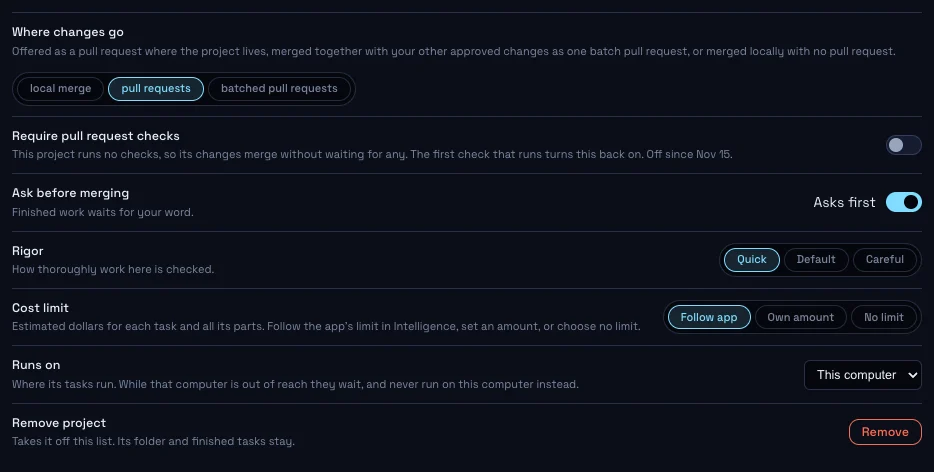 Where changes go
Offered as a pull request where the project lives, merged together with your other approved changes as one batch pull request, or merged locally with no pull request.
local merge
pull requests
batched pull requests
Require pull request checks
This project runs no checks, so its changes merge without waiting for any. The first check that runs turns this back on. Off since Nov 15.
Ask before merging
Finished work waits for your word.
Asks first
Rigor
How thoroughly work here is checked.
Quick
Default
Careful
Cost limit
Estimated dollars for each task and all its parts. Follow the app's limit in Intelligence, set an amount, or choose no limit.
Follow app
Own amount
No limit
Runs on
Where its tasks run. While that computer is out of reach they wait, and never run on this computer instead.
This computer
Remove project
Takes it off this list. Its folder and finished tasks stay.
Remove